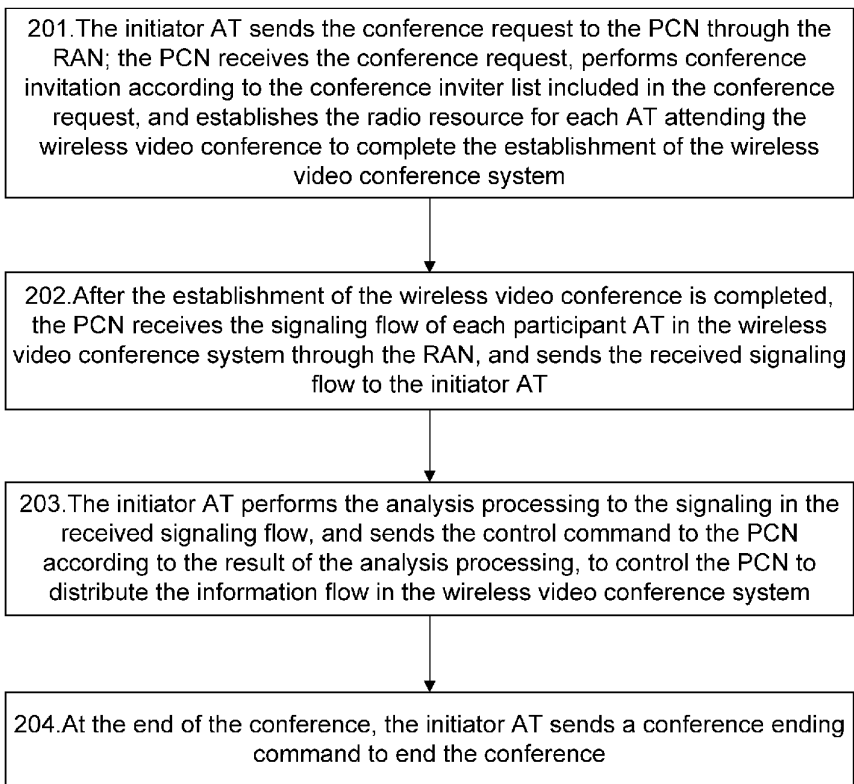 201.The initiator AT sends the conference request to the PCN through the
RAN; the PCN receives the conference request, performs conference
invitation according to the conference inviter list included in the conference
request, and establishes the radio resource for each AT attending the
wireless video conference to complete the establishment of the wireless
video conference system
202.After the establishment of the wireless video conference is completed,
the PCN receives the signaling flow of each participant AT in the wireless
video conference system through the RAN, and sends the received signaling
flow to the initiator AT
203.The initiator AT performs the analysis processing to the signaling in the
received signaling flow, and sends the control command to the PCN
according to the result of the analysis processing, to control the PCN to
distribute the information flow in the wireless video conference system
204.At the end of the conference, the initiator AT sends a conference ending
command to end the conference